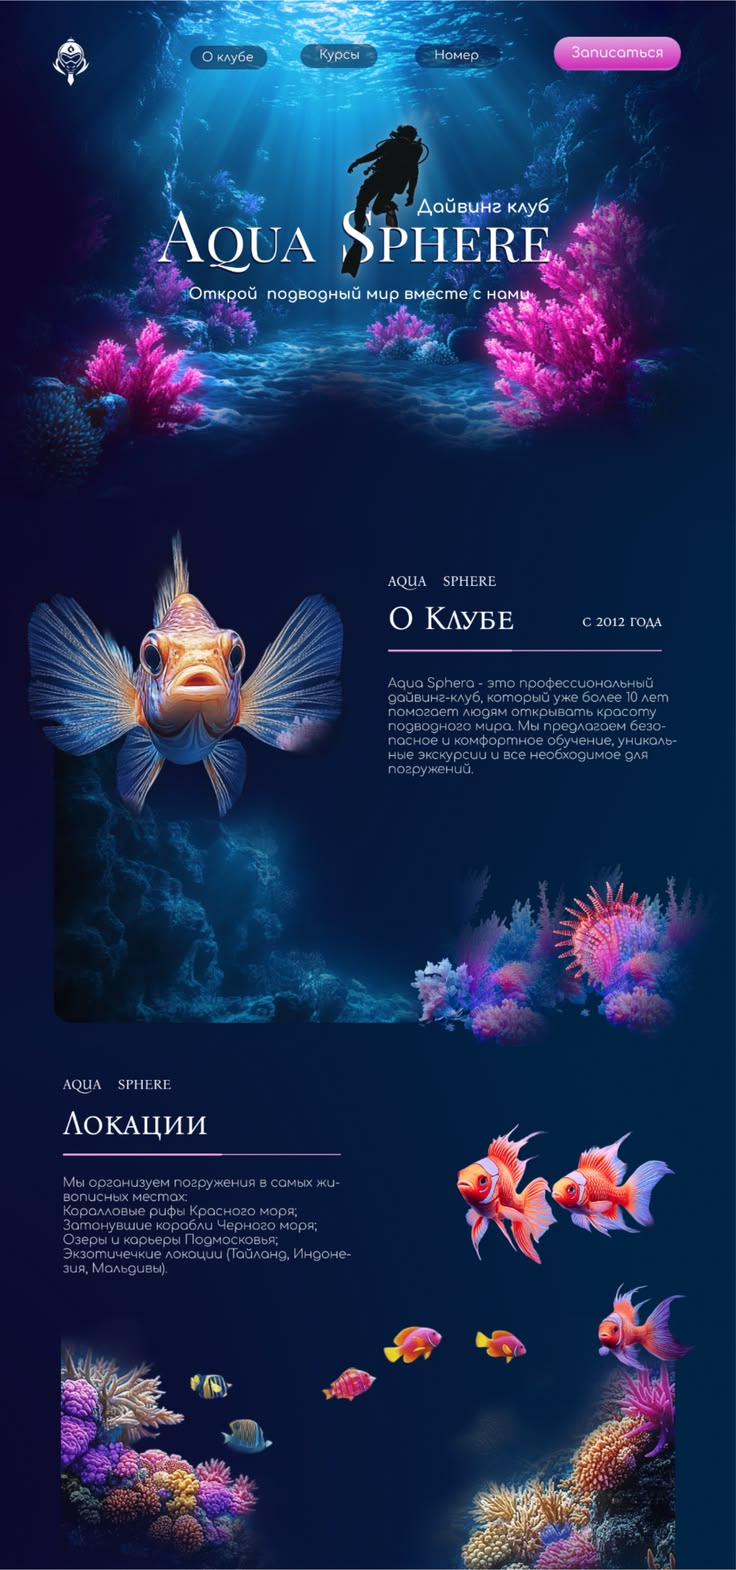 О клубе
Курсы
Номер
Записаться
Дайвинг клуб
Aqua Sphere
Открой подводный мир вместе с нами
AQUA SPHERE
О Клубе
с 2012 года
Aqua Sphera - это профессиональный
дайвинг-клуб, который уже более 10 лет
помогает людям открывать красоту
подводного мира. Мы предлагаем безо-
пасное и комфортное обучение, уникаль-
ные экскурсии и все необходимое для
погружений.
AQUA SPHERE
Локации
Мы организуем погружения в самых жи-
вописных местах:
Коралловые рифы Красного моря;
Затонувшие корабли Черного моря;
Озеры и карьеры Подмосковья;
Экзотичечкие локации (Тайланд, Индоне-
зия, Мальдивы).